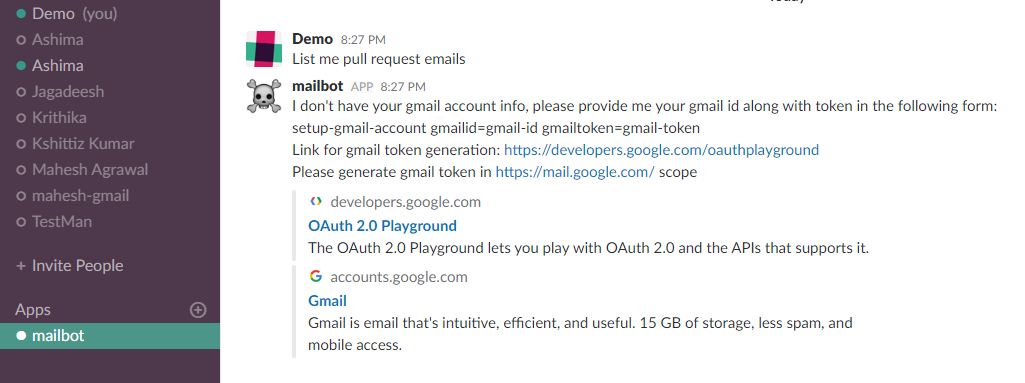 Demo (you)
Ashima
Ashima
Jagadeesh
Krithika
Kshittiz Kumar
Mahesh Agrawal
mahesh-gmail
TestMan
+ Invite People
Apps
mailbot
Demo 8:27 PM
List me pull request emails
mailbot APP 8:27 PM
I don't have your gmail account info, please provide me your gmail id along with token in the following form:
setup-gmail-account gmailid=gmail-id gmailtoken=gmail-token
Link for gmail token generation: https://developers.google.com/oauthplayground
Please generate gmail token in https://mail.google.com/ scope
developers.google.com
OAuth 2.0 Playground
The OAuth 2.0 Playground lets you play with OAuth 2.0 and the APIs that supports it.
accounts.google.com
Gmail
Gmail is email that's intuitive, efficient, and useful. 15 GB of storage, less spam, and
mobile access.